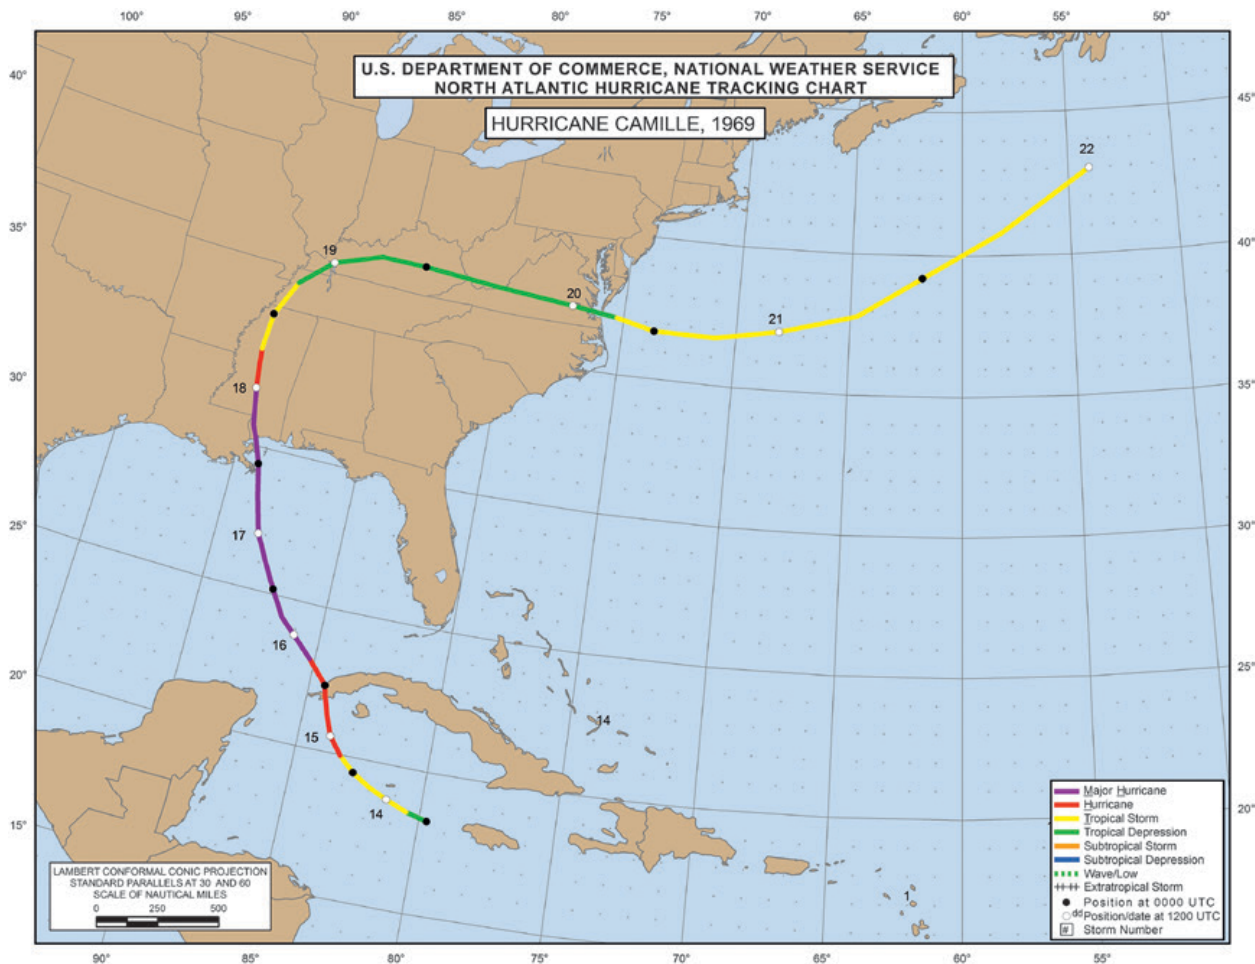 100° 95° 90° 85° 80° 75° 70° 65° 60° 55° 50°
U.S. DEPARTMENT OF COMMERCE, NATIONAL WEATHER SERVICE
NORTH ATLANTIC HURRICANE TRACKING CHART
HURRICANE CAMILLE, 1969
40°
45°
22
35°
40°
19
20
21
30°
35°
18
25°
30°
17
16
20°
25°
14
15
14
15°
20°
Major Hurricane
Hurricane
Tropical Storm
Tropical Depression
Subtropical Storm
Subtropical Depression
Wave/Low
Extratropical Storm
Position at 0000 UTC
dd Position/date at 1200 UTC
# Storm Number
LAMBERT CONFORMAL CONIC PROJECTION
STANDARD PARALLELS AT 30 AND 60
SCALE OF NAUTICAL MILES
0 250 500
1
90° 85° 80° 75° 70° 65° 60° 55°